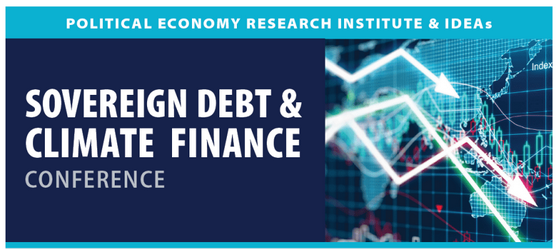 POLITICAL ECONOMY RESEARCH INSTITUTE & IDEAs
SOVEREIGN DEBT &
CLIMATE FINANCE
CONFERENCE
Index